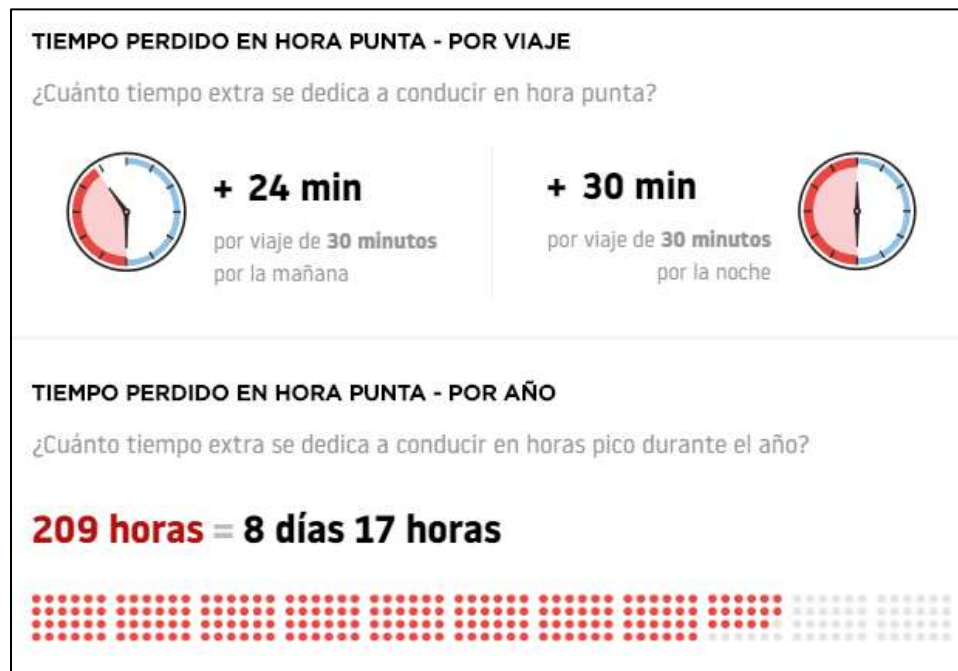 TIEMPO PERDIDO EN HORA PUNTA - POR VIAJE
¿Cuánto tiempo extra se dedica a conducir en hora punta?
+ 24 min
por viaje de 30 minutos
por la mañana
+ 30 min
por viaje de 30 minutos
por la noche
TIEMPO PERDIDO EN HORA PUNTA - POR AÑO
¿Cuánto tiempo extra se dedica a conducir en horas pico durante el año?
209 horas = 8 días 17 horas